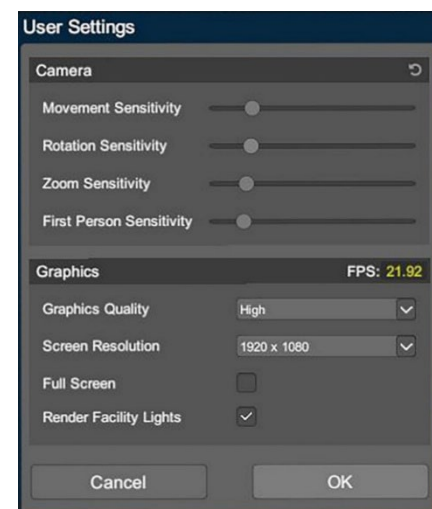 User Settings
Camera
Movement Sensitivity
Rotation Sensitivity
Zoom Sensitivity
First Person Sensitivity
Graphics FPS: 21.92
Graphics Quality High
Screen Resolution 1920 x 1080
Full Screen
Render Facility Lights
Cancel OK